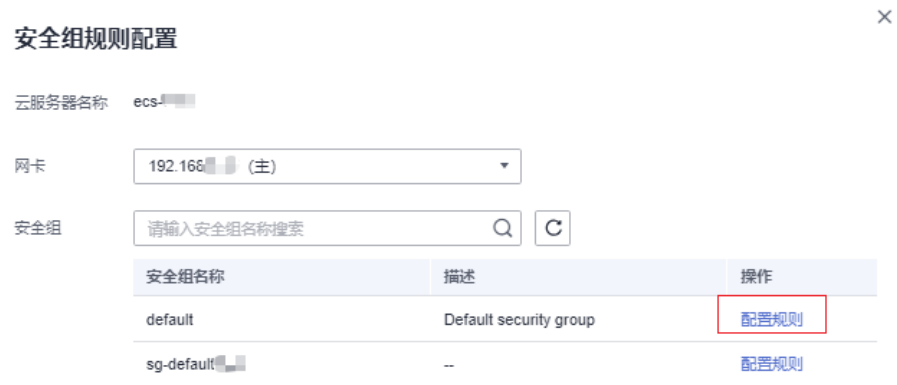 安全组规则配置
云服务器名称 ecs-
网卡 192.168 (主)
安全组 请输入安全组名称搜索
安全组名称 描述 操作
default Default security group 配置规则
sg-default -- 配置规则